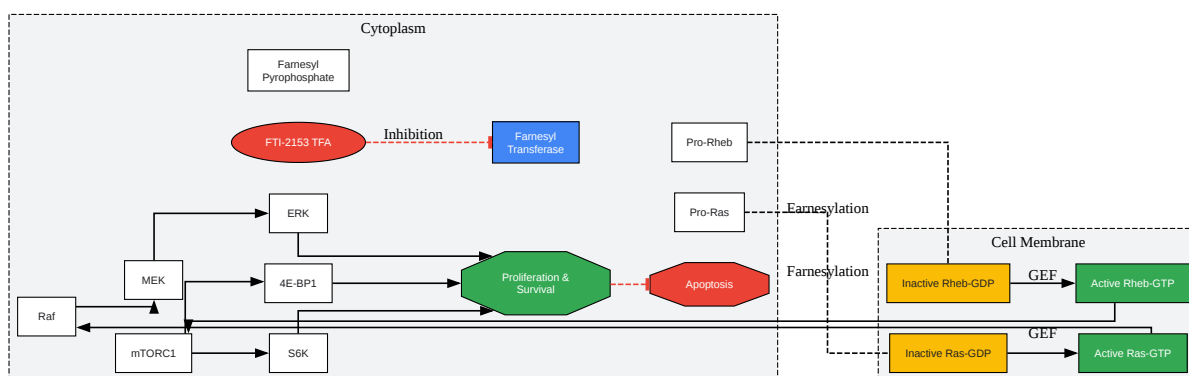 Cytoplasm
Farnesyl
Pyrophosphate
FTI-2153 TFA
Inhibition
Farnesyl
Transferase
Pro-Rheb
Pro-Ras
Farnesylation
ERK
Cell Membrane
MEK
4E-BP1
Proliferation &
Survival
Apoptosis
Farnesylation
Inactive Rheb-GDP
GEF
Active Rheb-GTP
Raf
mTORC1
S6K
Inactive Ras-GDP
GEF
Active Ras-GTP